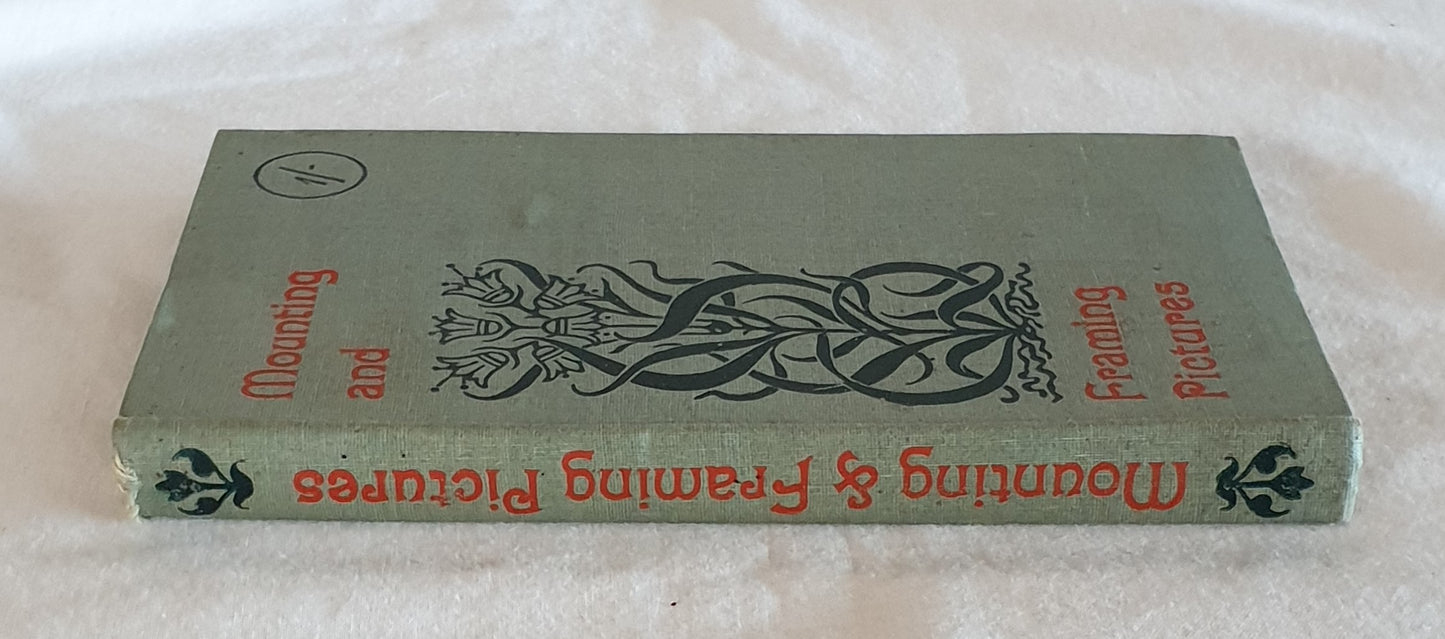 1/-
Mounting
and
Framing
Pictures
Mounting & Framing Pictures